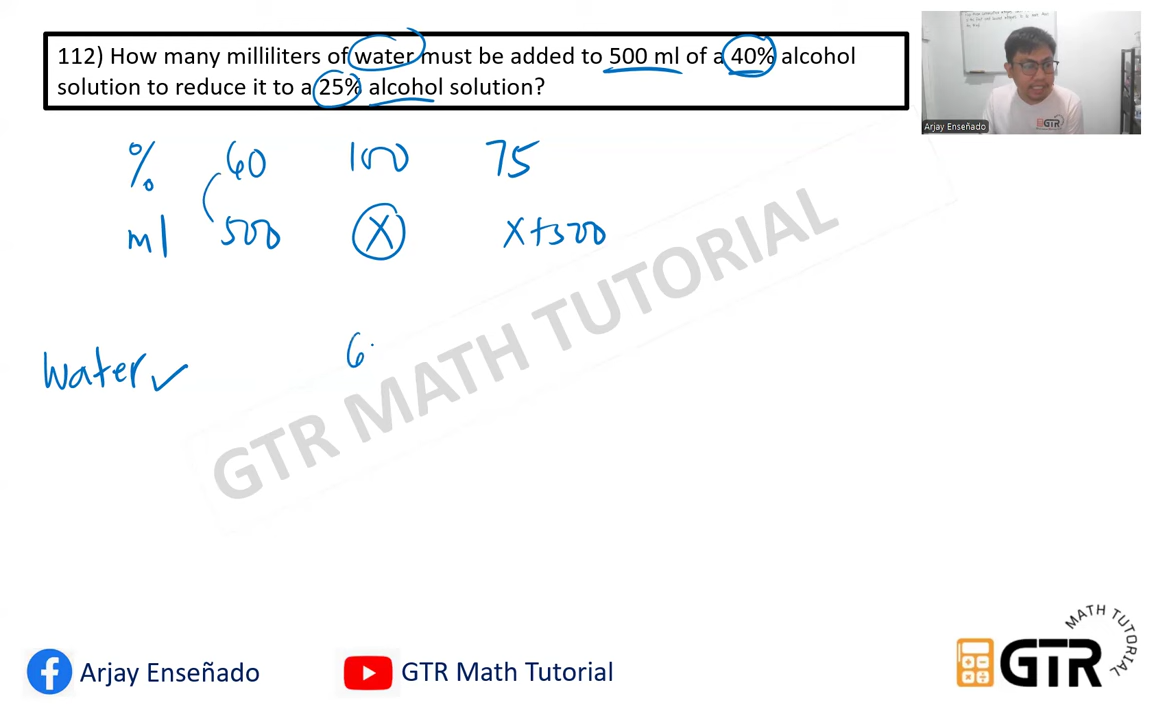 112) How many milliliters of water must be added to 500 ml of a 40% alcohol
solution to reduce it to a 25% alcohol solution?
Arjay Enseñado
GTR
% 60 100 75
ml 500 X X+500
water ✓ 6
GTR MATH TUTORIAL
Arjay Enseñado
GTR Math Tutorial
GTR MATH TUTORIAL